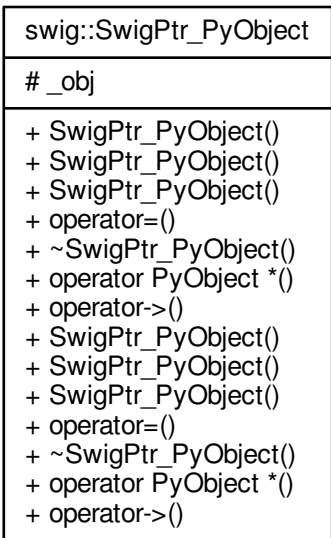 swig::SwigPtr_PyObject
# _obj
+ SwigPtr_PyObject()
+ SwigPtr_PyObject()
+ SwigPtr_PyObject()
+ operator=()
+ ~SwigPtr_PyObject()
+ operator PyObject *()
+ operator->()
+ SwigPtr_PyObject()
+ SwigPtr_PyObject()
+ SwigPtr_PyObject()
+ operator=()
+ ~SwigPtr_PyObject()
+ operator PyObject *()
+ operator->()